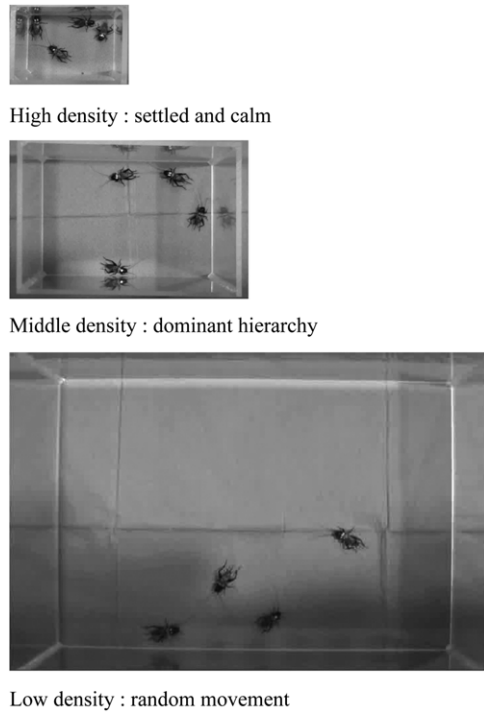 High density : settled and calm
Middle density : dominant hierarchy
Low density : random movement